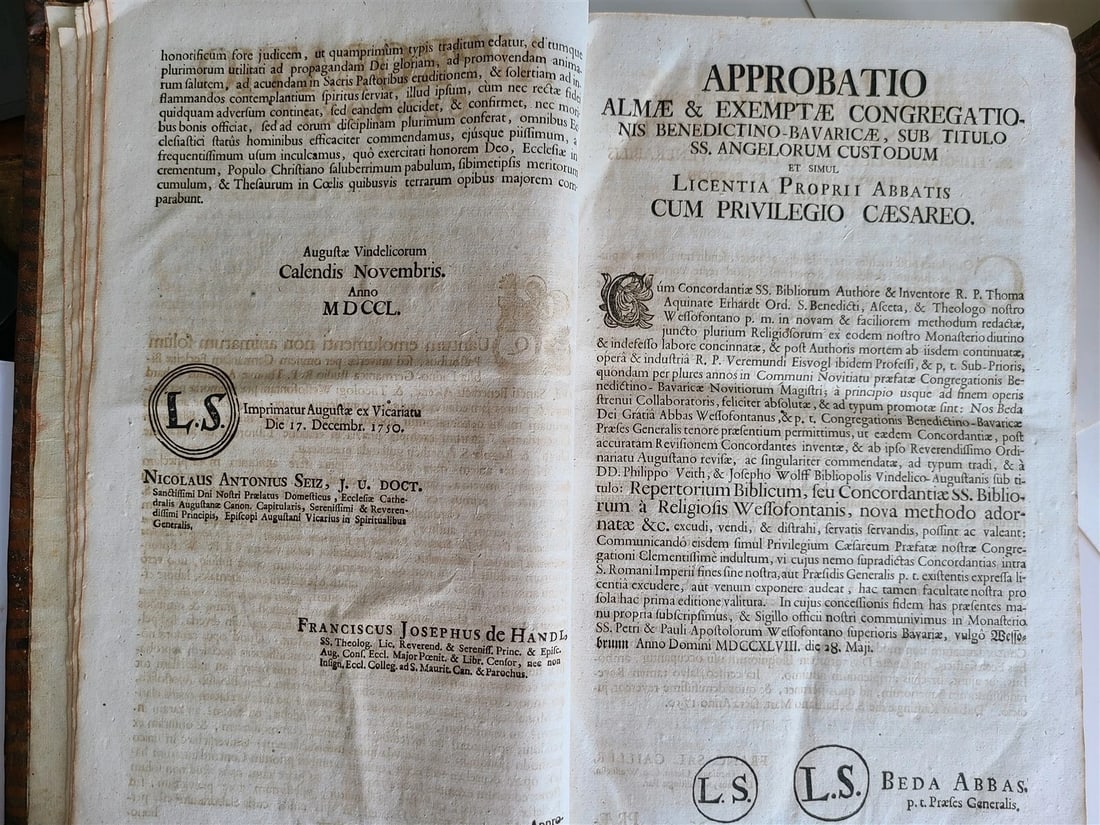 honorificum fore judicem, ut quamprimùm typis traditum edatur, ed tumque
plurimorum utilitati ad propagandam Dei gloriam, ad promovendam anima-
rum ſalutem, ad acuendam in Sacris Paſtoribus eruditionem, & ſolertiam ad in-
flammandos contemplantium ſpiritus ſerviat, illud ipſum, cùm nec rectæ fidei
quidquam adverſum contineat, ſed eandem elucidet, & confirmet, nec mori-
bus bonis officiat, ſed ad eorum diſciplinam plurimum conferat, omnibus Ec-
cleſiaſtici ſtatûs hominibus efficaciter commendamus, ejúſque piiſſimum, &
frequentiſſimum uſum inculcamus, quò exercitati honorem Deo, Eccleſiæ in
crementum, Populo Chriſtiano ſaluberrimum pabulum, ſibimetipſis meritorum
cumulum, & Theſaurum in Cœlis quibuſvis terrarum opibus majorem com-
parabunt.
Auguſtæ Vindelicorum
Calendis Novembris.
Anno
MDCCL.
L.S.
Imprimatur Auguſtæ ex Vicariatu
Die 17. Decembr. 1750.
NICOLAUS ANTONIUS SEIZ, J. U. DOCT.
Sanctiſſimi Dni Noſtri Prælatus Domeſticus, Eccleſiæ Cathe-
dralis Auguſtanæ Canon. Capitularis, Sereniſſimi & Reveren-
diſſimi Principis, Epiſcopi Auguſtani Vicarius in Spiritualibus
Generalis,
FRANCISCUS JOSEPHUS de HANDL,
SS. Theolog. Lic. Reverend. & Sereniſſ. Princ. & Epiſc.
Aug. Conſ. Eccl. Major Pœnit. & Libr. Cenſor, nec non
Inſign. Eccl. Colleg. ad S. Maurit. Can. & Parochus.
Appro-
APPROBATIO
ALMÆ & EXEMPTÆ CONGREGATIO-
NIS BENEDICTINO-BAVARICÆ, SUB TITULO
SS. ANGELORUM CUSTODUM
ET SIMUL
LICENTIA PROPRII ABBATIS
CUM PRIVILEGIO CÆSAREO.
Cúm Concordantiæ SS. Bibliorum Authore & Inventore R. P. Thoma
Aquinate Erhardt Ord. S. Benedicti, Aſceta, & Theologo noſtro
Weſſofontano p. m. in novam & faciliorem methodum redactæ,
juncto plurium Religióſorum ex eodem noſtro Monaſterio diutino
& indefeſſo labore concinnatæ, & poſt Authoris mortem ab iisdem continuatæ,
operâ & induſtriâ R. P. Veremundi Eisvogl ibidem Profeſſi, & p. t. Sub-Prioris,
quondam per plures annos in Communi Novitiatu præfatæ Congregationis Be-
nedictino-Bavaricæ Novitiorum Magiſtri; à principio usque ad finem operis
ſtrenui Collaboratoris, feliciter abſolutæ, & ad typum promotæ ſint: Nos Beda
Dei Gratiâ Abbas Weſſofontanus, & p. t. Congregationis Benedictino-Bavaricæ
Præſes Generalis tenore præſentium permittimus, ut eædem Concordantiæ, poſt
accuratam Reviſionem Concordantes inventæ, & ab ipſo Reverendiſſimo Ordi-
nariatu Auguſtano reviſæ, ac ſingulariter commendatæ, ad typum tradi, & à
DD. Philippo Veith, & Joſepho Wolff Bibliopolis Vindelico-Auguſtanis ſub ti-
tulo: Repertorium Biblicum, ſeu Concordantiæ SS. Biblio-
rum à Religioſis Weſſofontanis, nova methodo ador-
natæ &c. excudi, vendi, & diſtrahi, ſervatis ſervandis, poſſint ac valeant:
Communicandò eisdem ſimul Privilegium Cæſareum Præfatæ noſtræ Congre-
gationi Clementiſſimè indultum, vi cujus nemo ſupradictas Concordantias intra
S. Romani Imperii fines ſine noſtra, aut Præſidis Generalis p. t. exiſtentis expreſſa li-
centiâ excudere, aut venum exponere audeat, hac tamen facultate noſtra pro
ſola hac prima editione valitura. In cujus conceſſionis fidem has præſentes ma-
nu propria ſubſcripſimus, & Sigillo officii noſtri communivimus in Monaſterio
SS. Petri & Pauli Apoſtolorum Weſſofontano ſuperioris Bavariæ, vulgò Weſſo-
brunn Anno Domini MDCCXLVIII. die 28. Maji.
L. S.
L.S.
BEDA ABBAS,
p. t. Præſes Generalis,